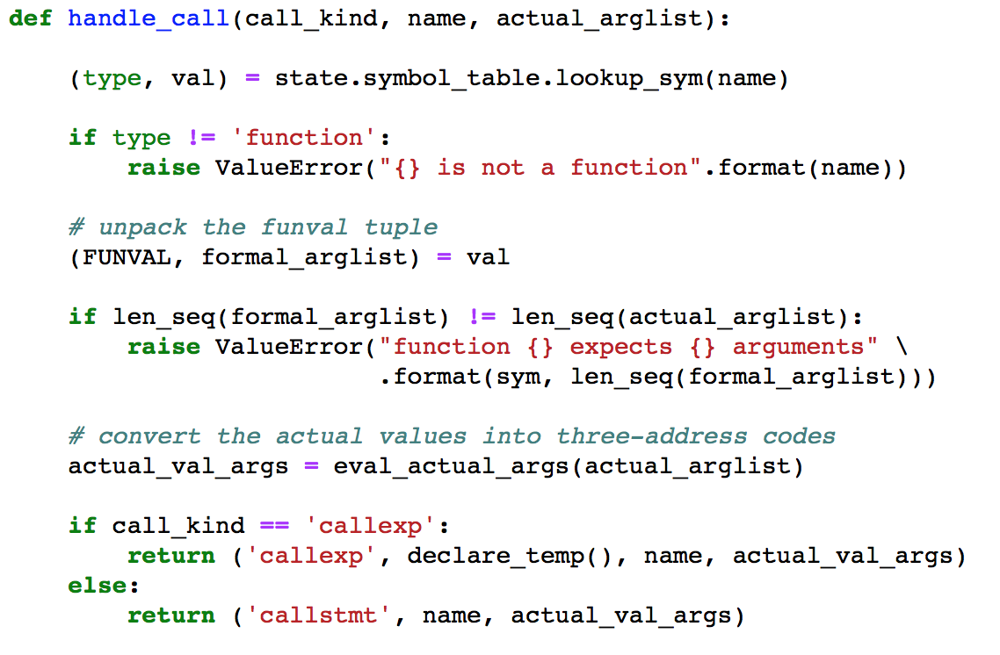 def handle_call(call_kind, name, actual_arglist):
    (type, val) = state.symbol_table.lookup_sym(name)
    if type != 'function':
        raise ValueError("{} is not a function".format(name))
    # unpack the funval tuple
    (FUNVAL, formal_arglist) = val
    if len_seq(formal_arglist) != len_seq(actual_arglist):
        raise ValueError("function {} expects {} arguments" \
                         .format(sym, len_seq(formal_arglist)))
    # convert the actual values into three-address codes
    actual_val_args = eval_actual_args(actual_arglist)
    if call_kind == 'callexp':
        return ('callexp', declare_temp(), name, actual_val_args)
    else:
        return ('callstmt', name, actual_val_args)